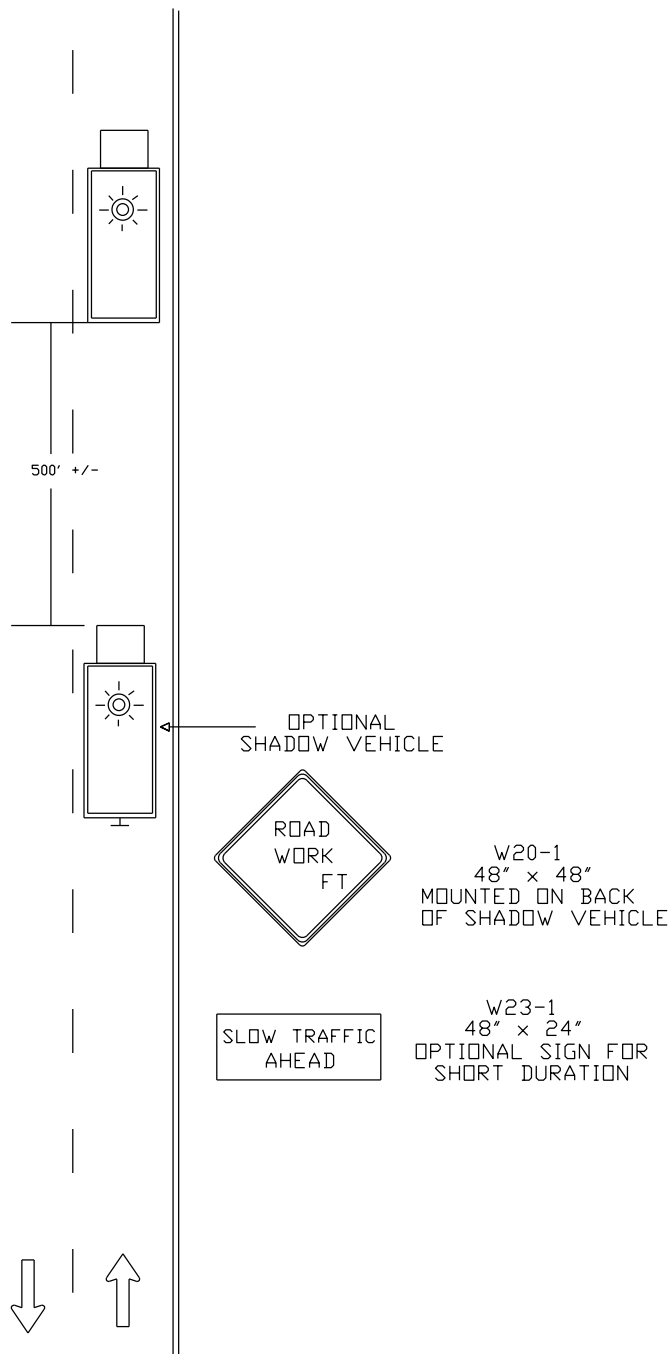 500' +/-
OPTIONAL
SHADOW VEHICLE
ROAD
WORK
FT
W20-1
48" x 48"
MOUNTED ON BACK
OF SHADOW VEHICLE
SLOW TRAFFIC
AHEAD
W23-1
48" x 24"
OPTIONAL SIGN FOR
SHORT DURATION